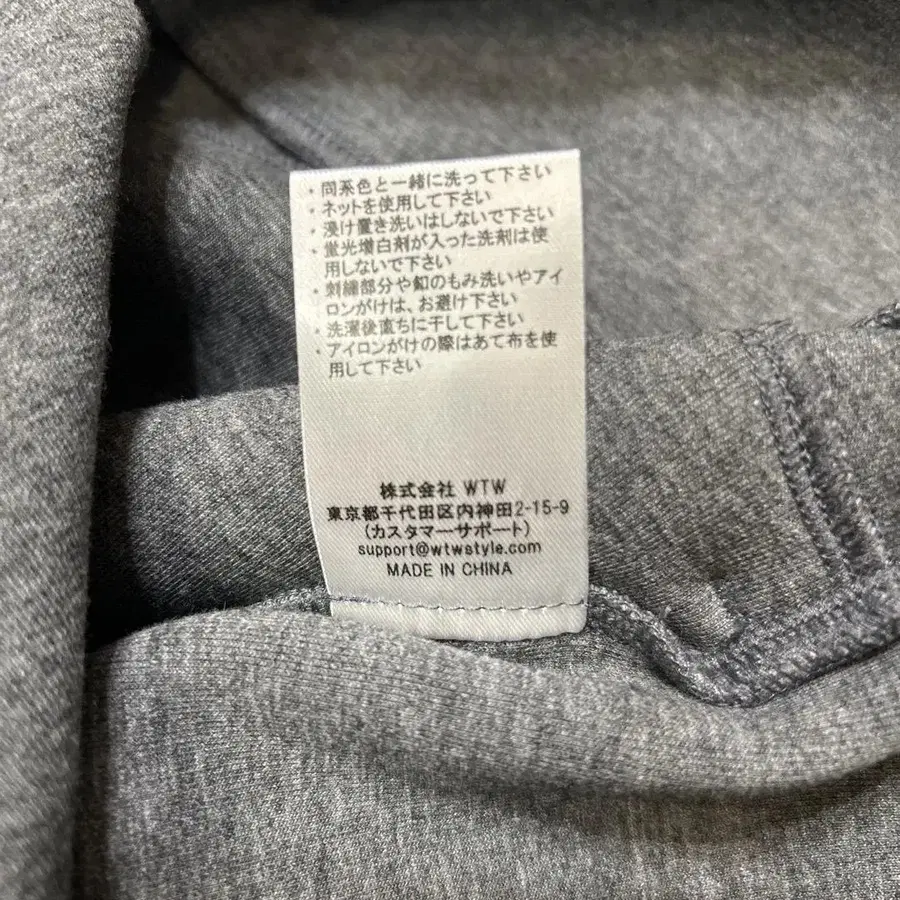 ・同系色と一緒に洗って下さい
・ネットを使用して下さい
・浸け置き洗いはしないで下さい
・蛍光増白剤が入った洗剤は使
用しないで下さい
・刺繍部分や釦のもみ洗いやアイ
ロンがけは、お避け下さい
・洗濯後直ちに干して下さい
・アイロンがけの際はあて布を使
用して下さい
株式会社 WTW
東京都千代田区内神田2-15-9
(カスタマーサポート)
support@wtwstyle.com
MADE IN CHINA